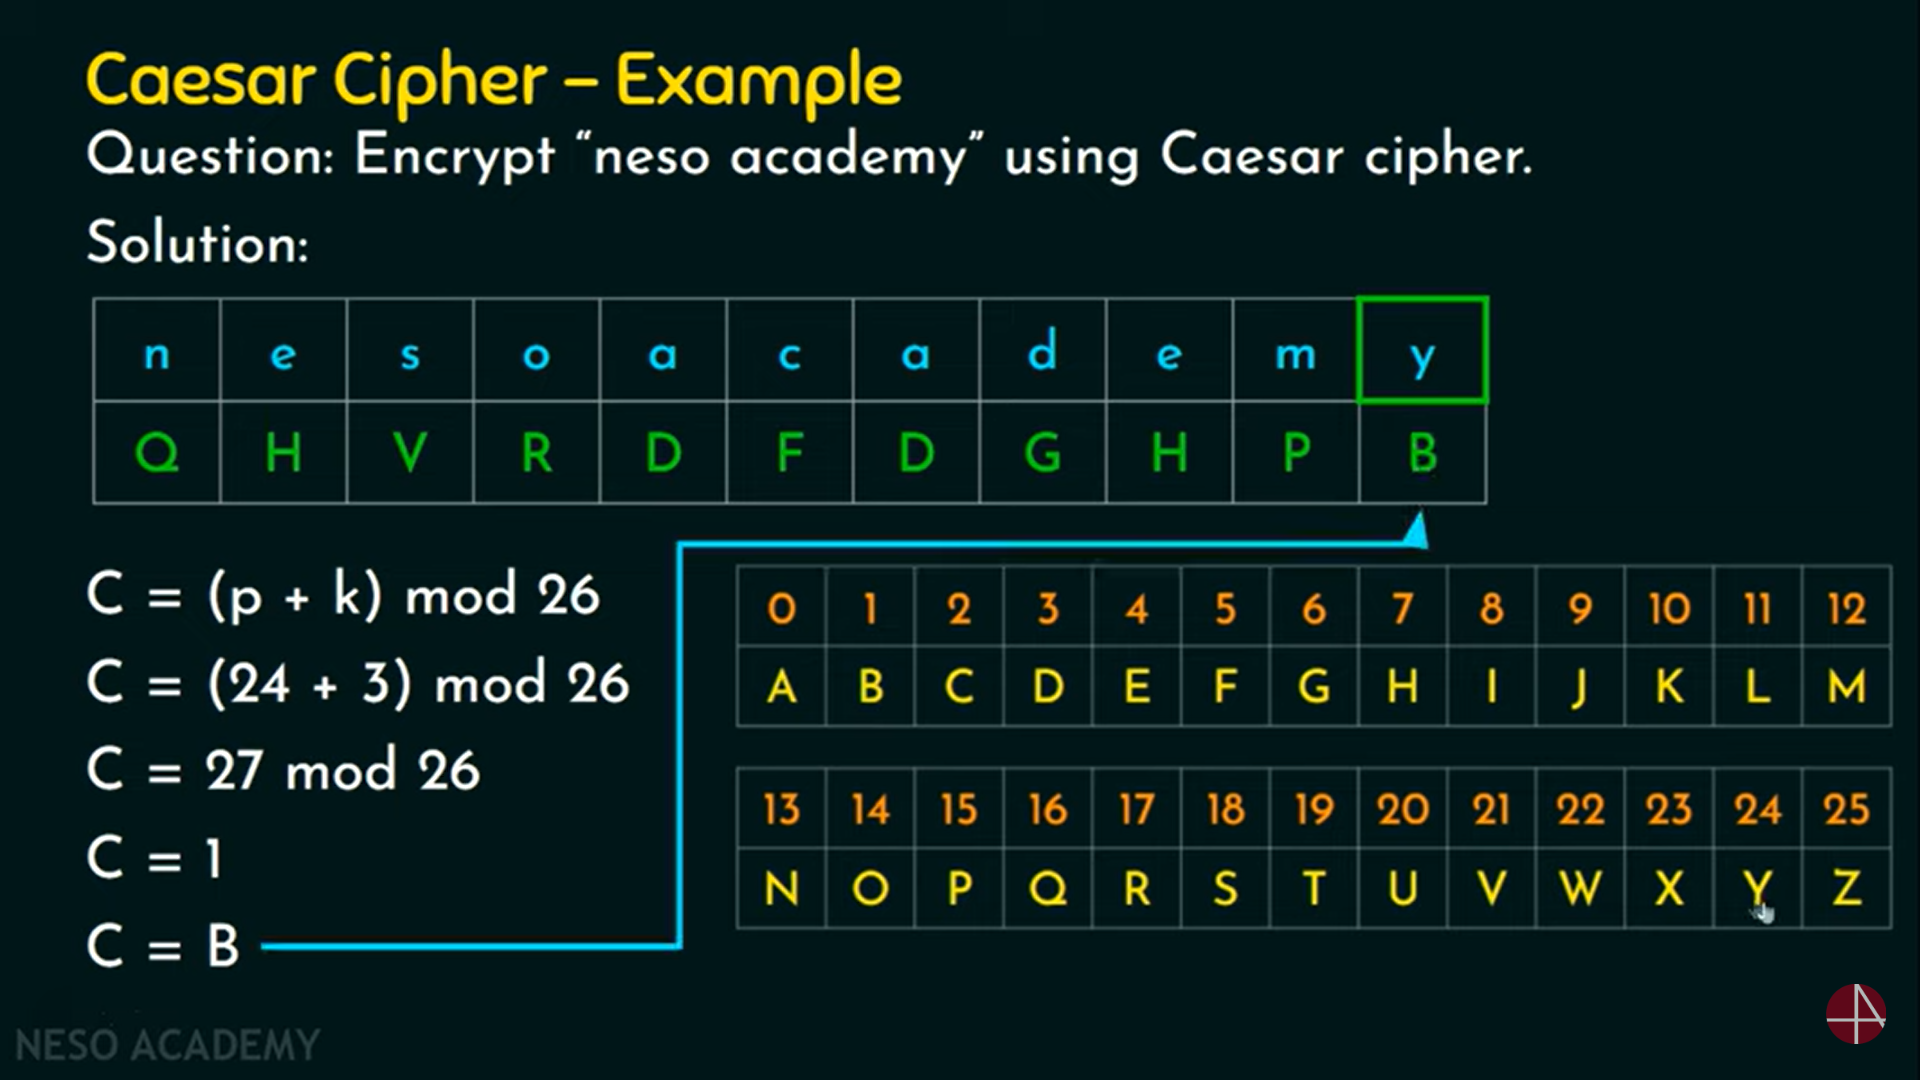 Caesar Cipher – Example
Question: Encrypt “neso academy” using Caesar cipher.
Solution:
n e s o a c a d e m y
Q H V R D F D G H P B
C = (p + k) mod 26
C = (24 + 3) mod 26
C = 27 mod 26
C = 1
C = B
0 1 2 3 4 5 6 7 8 9 10 11 12
A B C D E F G H I J K L M
13 14 15 16 17 18 19 20 21 22 23 24 25
N O P Q R S T U V W X Y Z
NESO ACADEMY